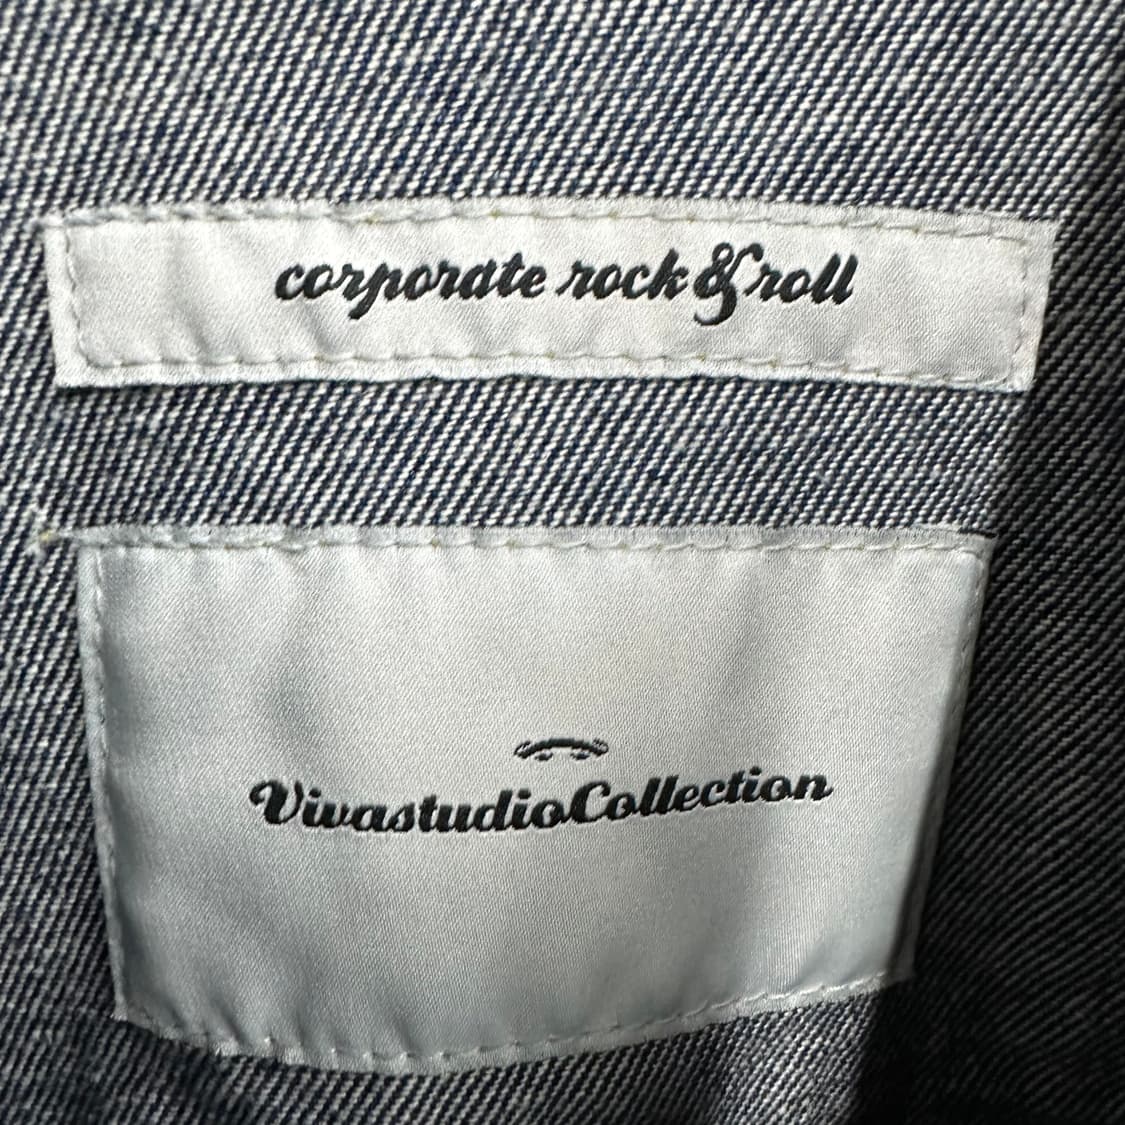 corporate rock & roll
VivastudioCollection